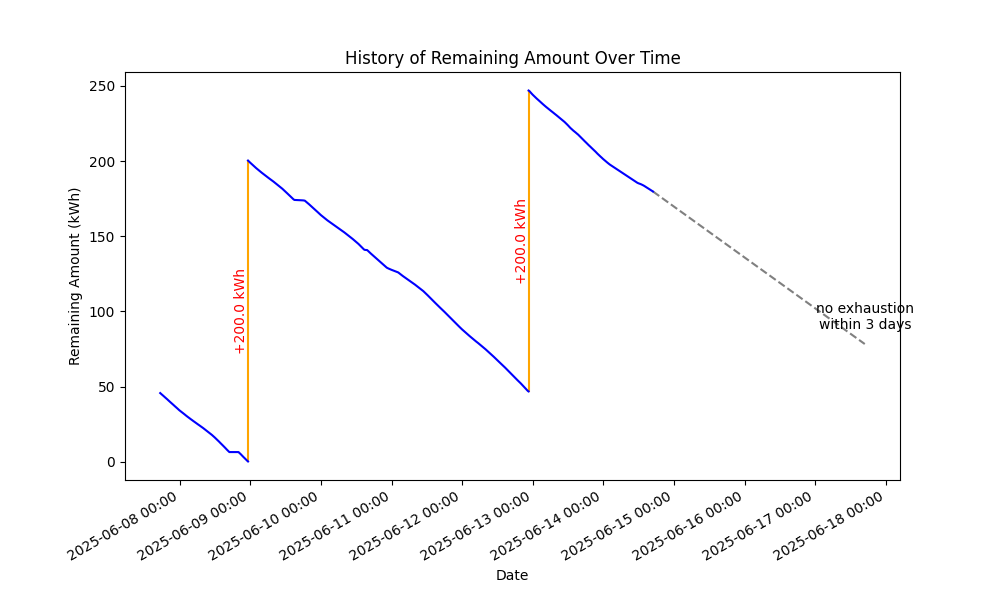 History of Remaining Amount Over Time
Remaining Amount (kWh)
250
200
150
100
50
0
+200.0 kWh
+200.0 kWh
no exhaustion
within 3 days
2025-06-08 00:00
2025-06-09 00:00
2025-06-10 00:00
2025-06-11 00:00
2025-06-12 00:00
2025-06-13 00:00
2025-06-14 00:00
2025-06-15 00:00
2025-06-16 00:00
2025-06-17 00:00
2025-06-18 00:00
Date